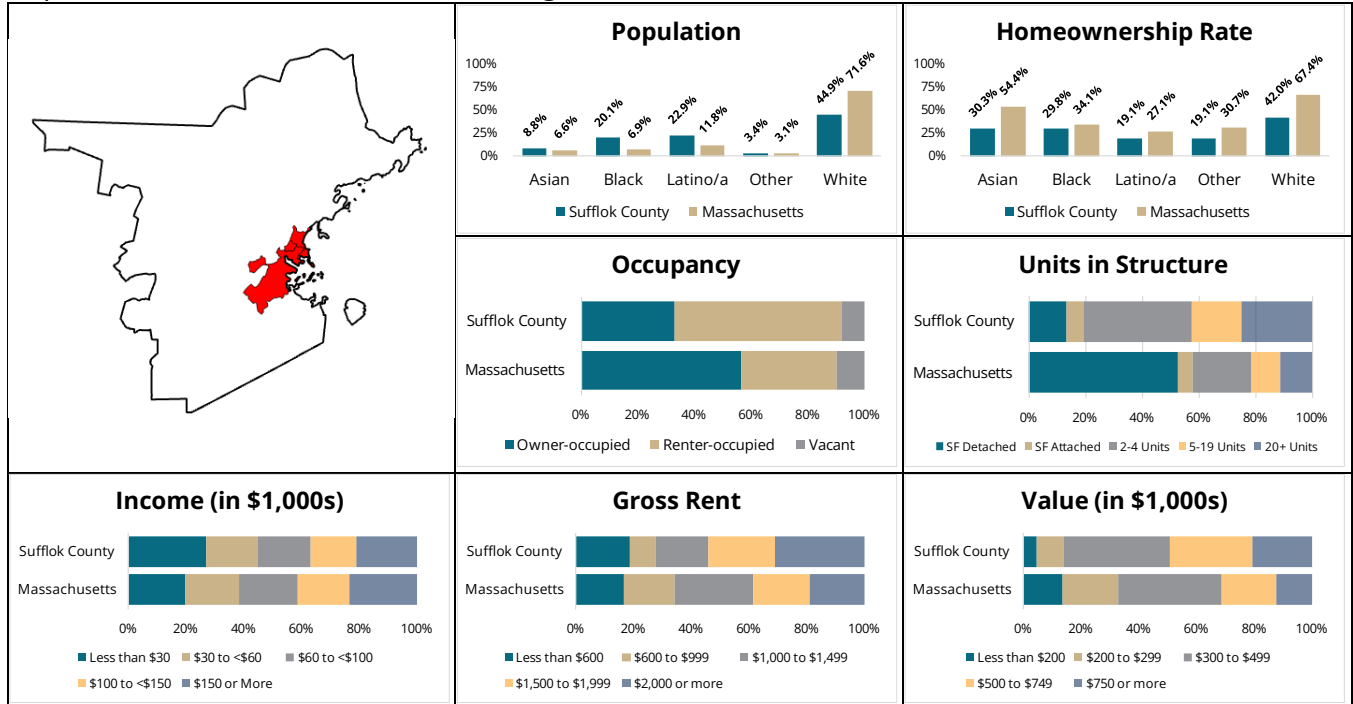 Population
100%
75%
50%
25%
0%
8.8% 6.6% 20.1% 6.9% 22.9% 11.8% 3.4% 3.1% 44.9% 71.6%
Asian Black Latino/a Other White
Sufflok County Massachusetts
Homeownership Rate
100%
75%
50%
25%
0%
30.3% 54.4% 29.8% 34.1% 19.1% 27.1% 19.1% 30.7% 42.0% 67.4%
Asian Black Latino/a Other White
Sufflok County Massachusetts
Occupancy
Sufflok County
Massachusetts
0% 20% 40% 60% 80% 100%
Owner-occupied Renter-occupied Vacant
Units in Structure
Sufflok County
Massachusetts
0% 20% 40% 60% 80% 100%
SF Detached SF Attached 2-4 Units 5-19 Units 20+ Units
Income (in $1,000s)
Sufflok County
Massachusetts
0% 20% 40% 60% 80% 100%
Less than $30 $30 to <$60 $60 to <$100
$100 to <$150 $150 or More
Gross Rent
Sufflok County
Massachusetts
0% 20% 40% 60% 80% 100%
Less than $600 $600 to $999 $1,000 to $1,499
$1,500 to $1,999 $2,000 or more
Value (in $1,000s)
Sufflok County
Massachusetts
0% 20% 40% 60% 80% 100%
Less than $200 $200 to $299 $300 to $499
$500 to $749 $750 or more